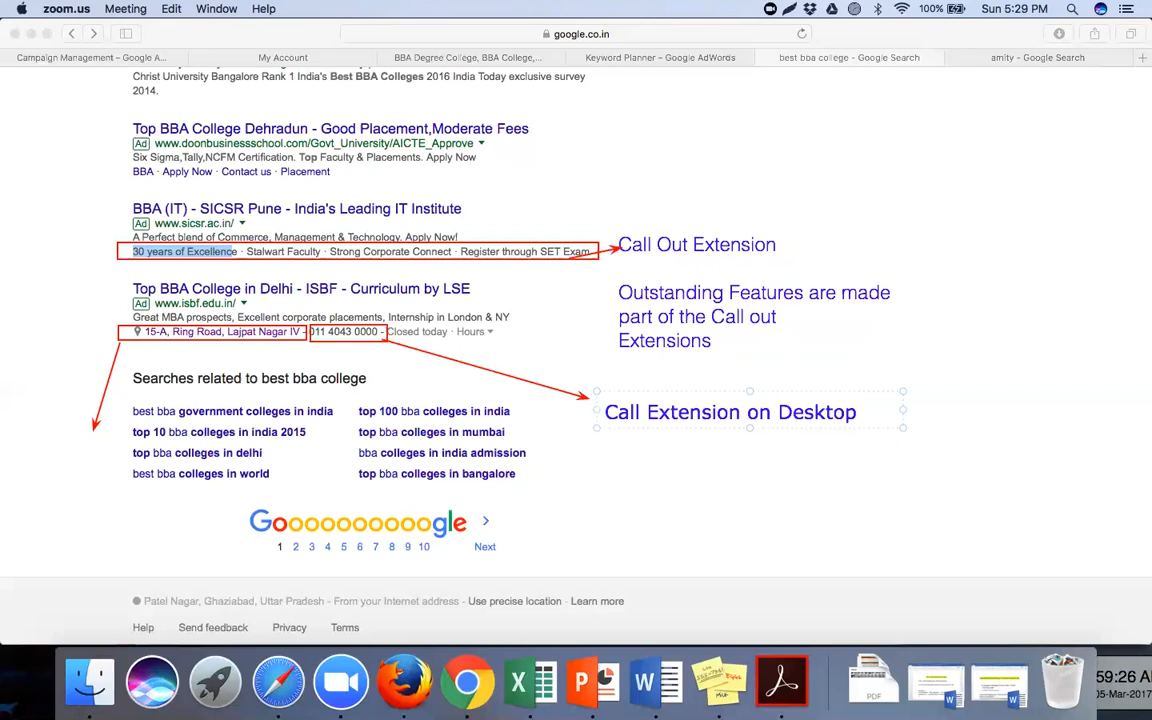 zoom.us Meeting Edit Window Help
100% Sun 5:29 PM
google.co.in
Campaign Management – Google A...
My Account
BBA Degree College, BBA College,...
Keyword Planner – Google AdWords
best bba college - Google Search
amity - Google Search
Christ University Bangalore Rank 1 India's Best BBA Colleges 2016 India Today exclusive survey
2014.
Top BBA College Dehradun - Good Placement,Moderate Fees
Ad www.doonbusinessschool.com/Govt_University/AICTE_Approve
Six Sigma,Tally,NCFM Certification. Top Faculty & Placements. Apply Now
BBA · Apply Now · Contact us · Placement
BBA (IT) - SICSR Pune - India's Leading IT Institute
Ad www.sicsr.ac.in/
A Perfect blend of Commerce, Management & Technology. Apply Now!
30 years of Excellence · Stalwart Faculty · Strong Corporate Connect · Register through SET Exam
Call Out Extension
Top BBA College in Delhi - ISBF - Curriculum by LSE
Ad www.isbf.edu.in/
Great MBA prospects, Excellent corporate placements, Internship in London & NY
15-A, Ring Road, Lajpat Nagar IV - 011 4043 0000 - Closed today · Hours
Outstanding Features are made
part of the Call out
Extensions
Call Extension on Desktop
Searches related to best bba college
best bba government colleges in india
top 100 bba colleges in india
top 10 bba colleges in india 2015
top bba colleges in mumbai
top bba colleges in delhi
bba colleges in india admission
best bba colleges in world
top bba colleges in bangalore
Goooooooooogle
1 2 3 4 5 6 7 8 9 10 Next
Patel Nagar, Ghaziabad, Uttar Pradesh - From your Internet address - Use precise location - Learn more
Help Send feedback Privacy Terms
PDF
59:26 A
05-Mar-2017